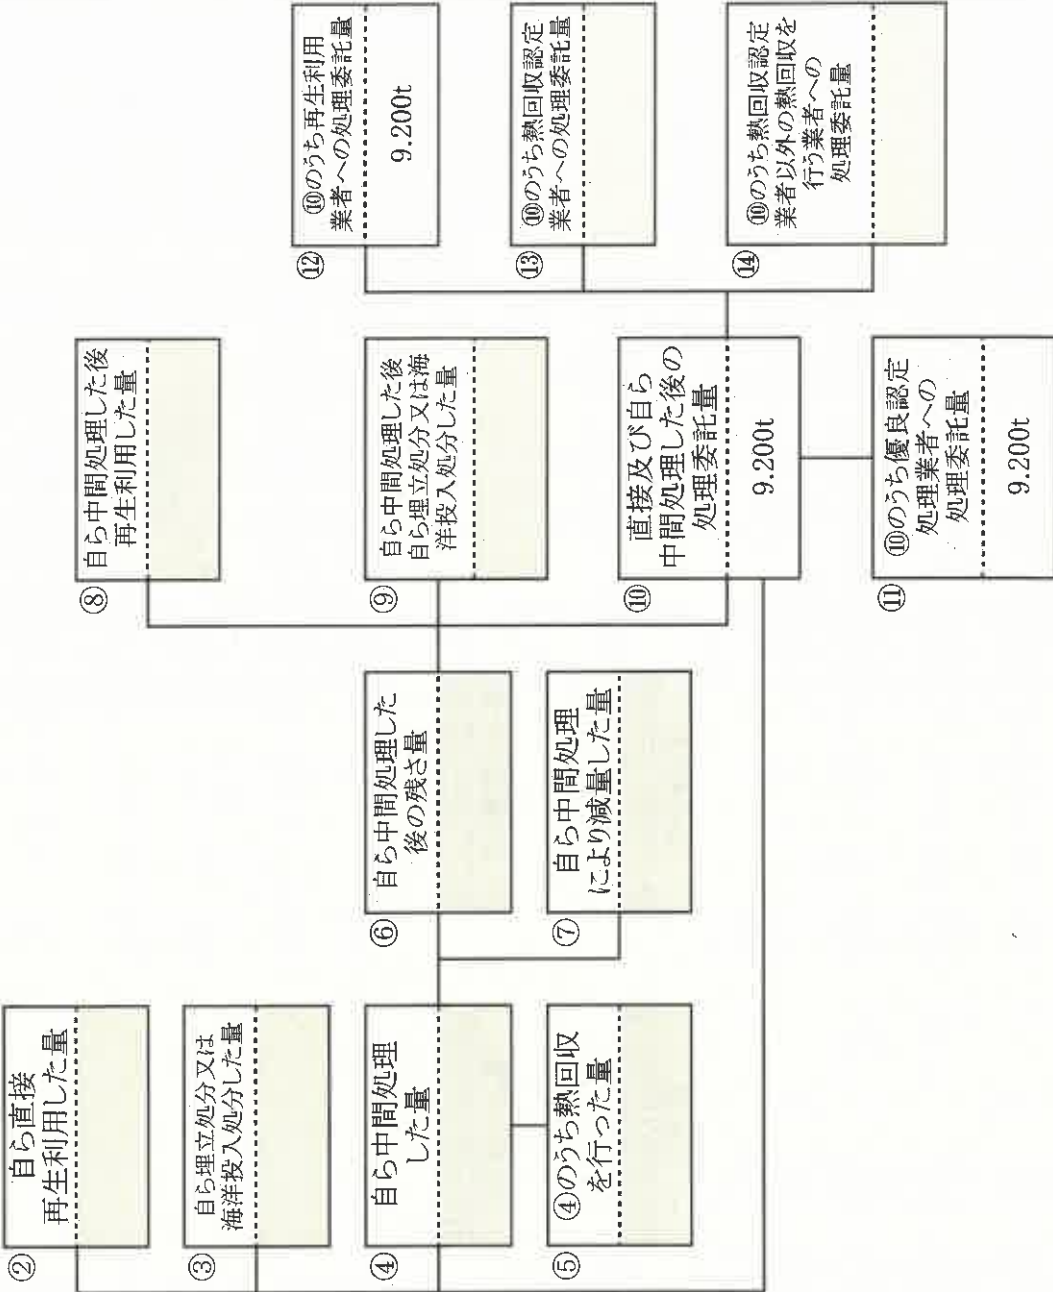 ②
自ら直接
再生利用した量
③
自ら埋立処分又は
海洋投入処分した量
④
自ら中間処理
した量
⑤
④のうち熱回収
を行った量
⑥
自ら中間処理した
後の残さ量
⑦
自ら中間処理
により減量した量
⑧
自ら中間処理した後
再生利用した量
⑨
自ら中間処理した後
自ら埋立処分又は海
洋投入処分した量
⑩
直接及び自ら
中間処理した後の
処理委託量
9.200t
⑪
⑩のうち優良認定
処理業者への
処理委託量
9.200t
⑫
⑩のうち再生利用
業者への処理委託量
9.200t
⑬
⑩のうち熱回収認定
業者への処理委託量
⑭
⑩のうち熱回収認定
業者以外の熱回収を
行う業者への
処理委託量